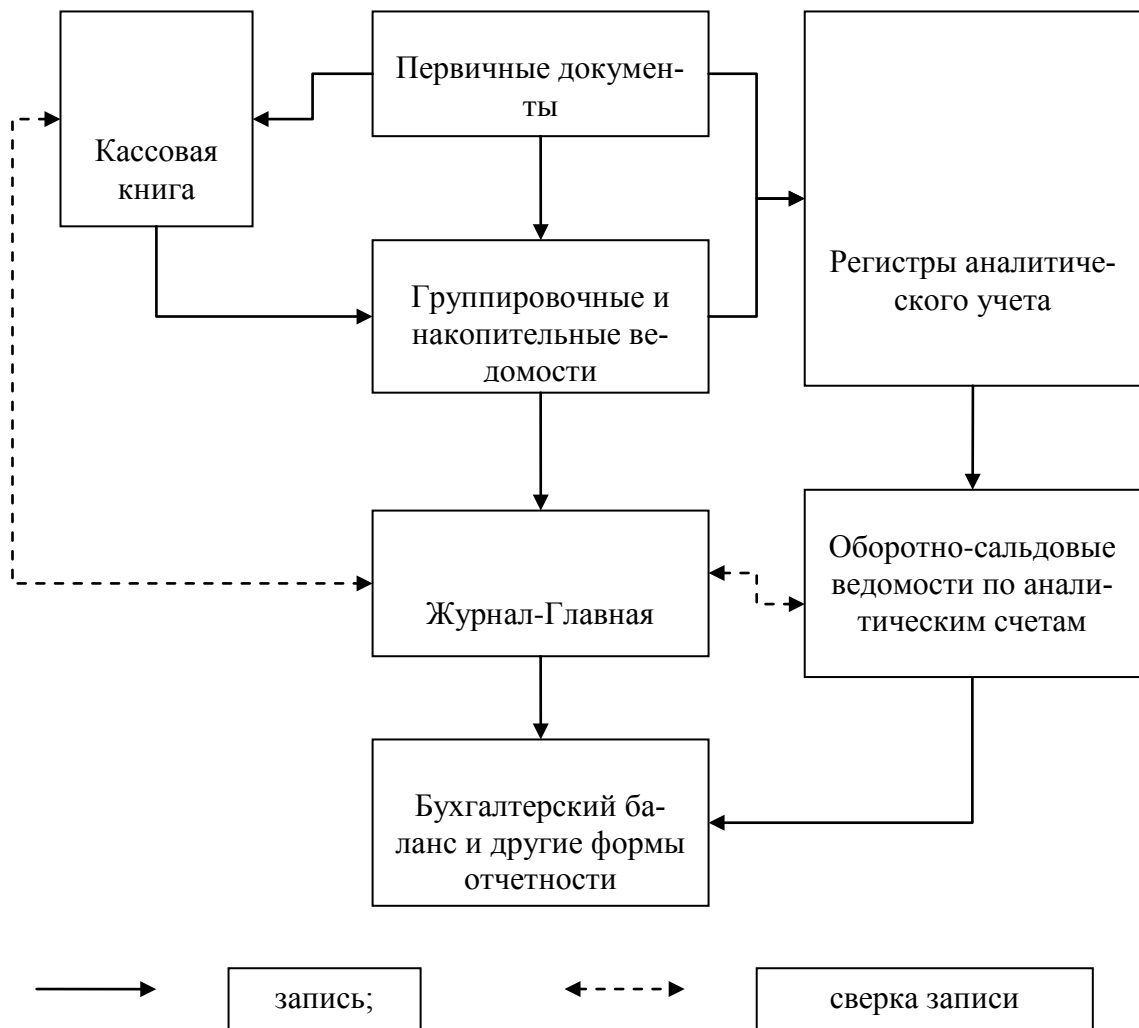 Первичные докумен-
ты
Кассовая
книга
Группировочные и
накопительные ве-
домости
Регистры аналитиче-
ского учета
Журнал-Главная
Оборотно-сальдовые
ведомости по анали-
тическим счетам
Бухгалтерский ба-
ланс и другие формы
отчетности
запись;
сверка записи